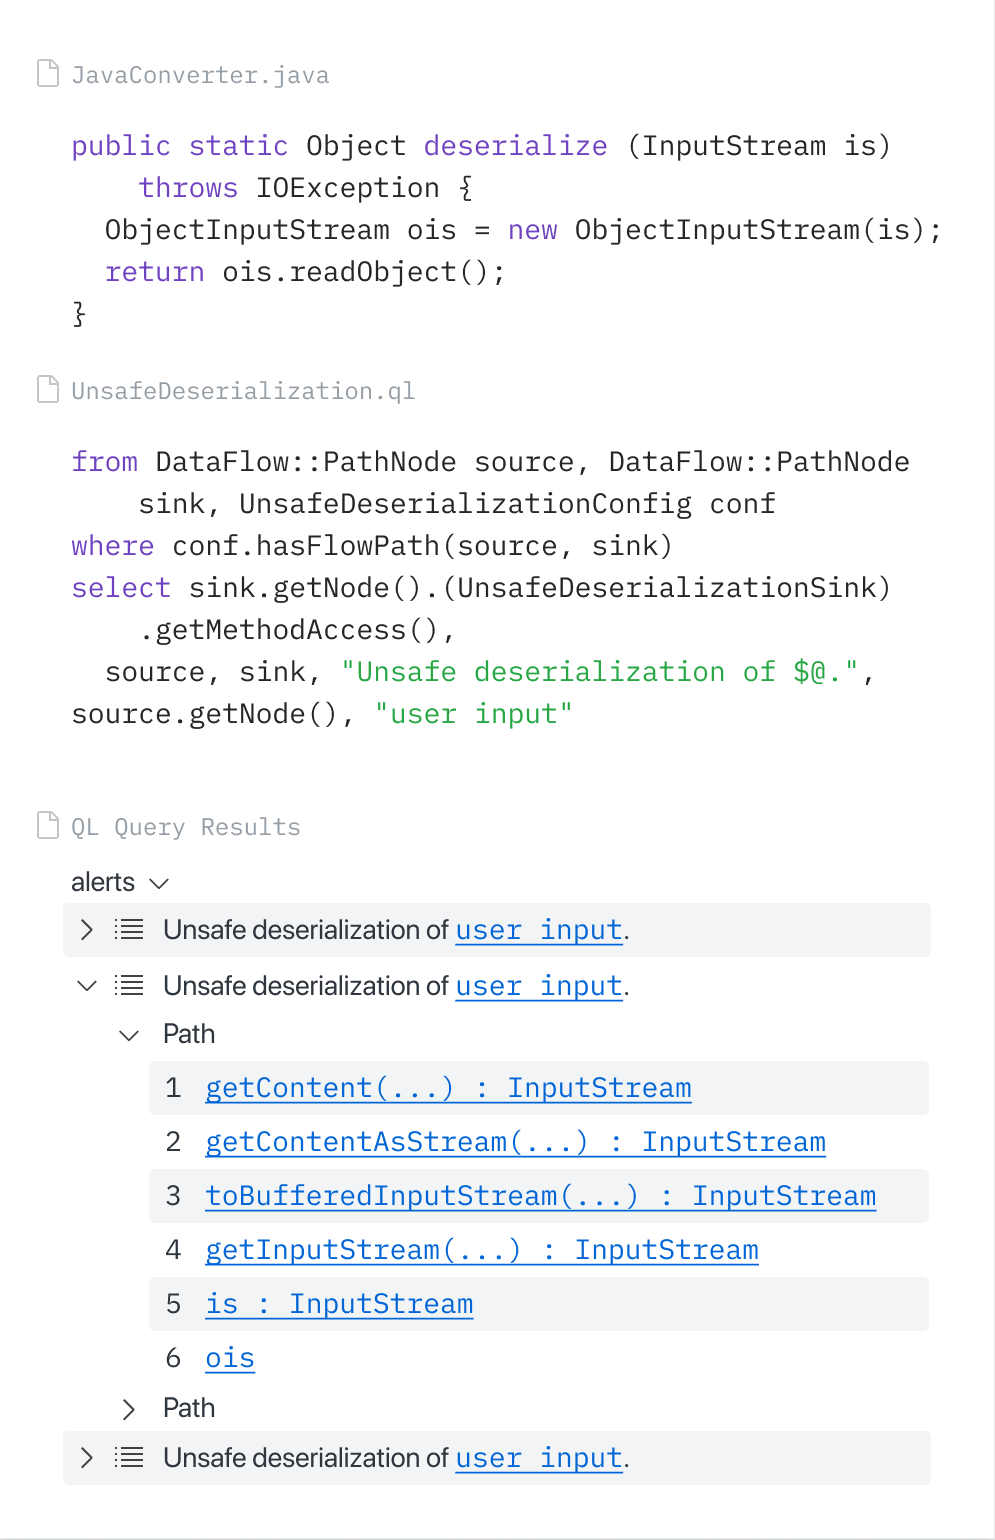 JavaConverter.java
public static Object deserialize (InputStream is)
    throws IOException {
  ObjectInputStream ois = new ObjectInputStream(is);
  return ois.readObject();
}
UnsafeDeserialization.ql
from DataFlow::PathNode source, DataFlow::PathNode
    sink, UnsafeDeserializationConfig conf
where conf.hasFlowPath(source, sink)
select sink.getNode().(UnsafeDeserializationSink)
    .getMethodAccess(),
  source, sink, "Unsafe deserialization of $@.",
source.getNode(), "user input"
QL Query Results
alerts
Unsafe deserialization of user input.
Unsafe deserialization of user input.
Path
1 getContent(...) : InputStream
2 getContentAsStream(...) : InputStream
3 toBufferedInputStream(...) : InputStream
4 getInputStream(...) : InputStream
5 is : InputStream
6 ois
Path
Unsafe deserialization of user input.